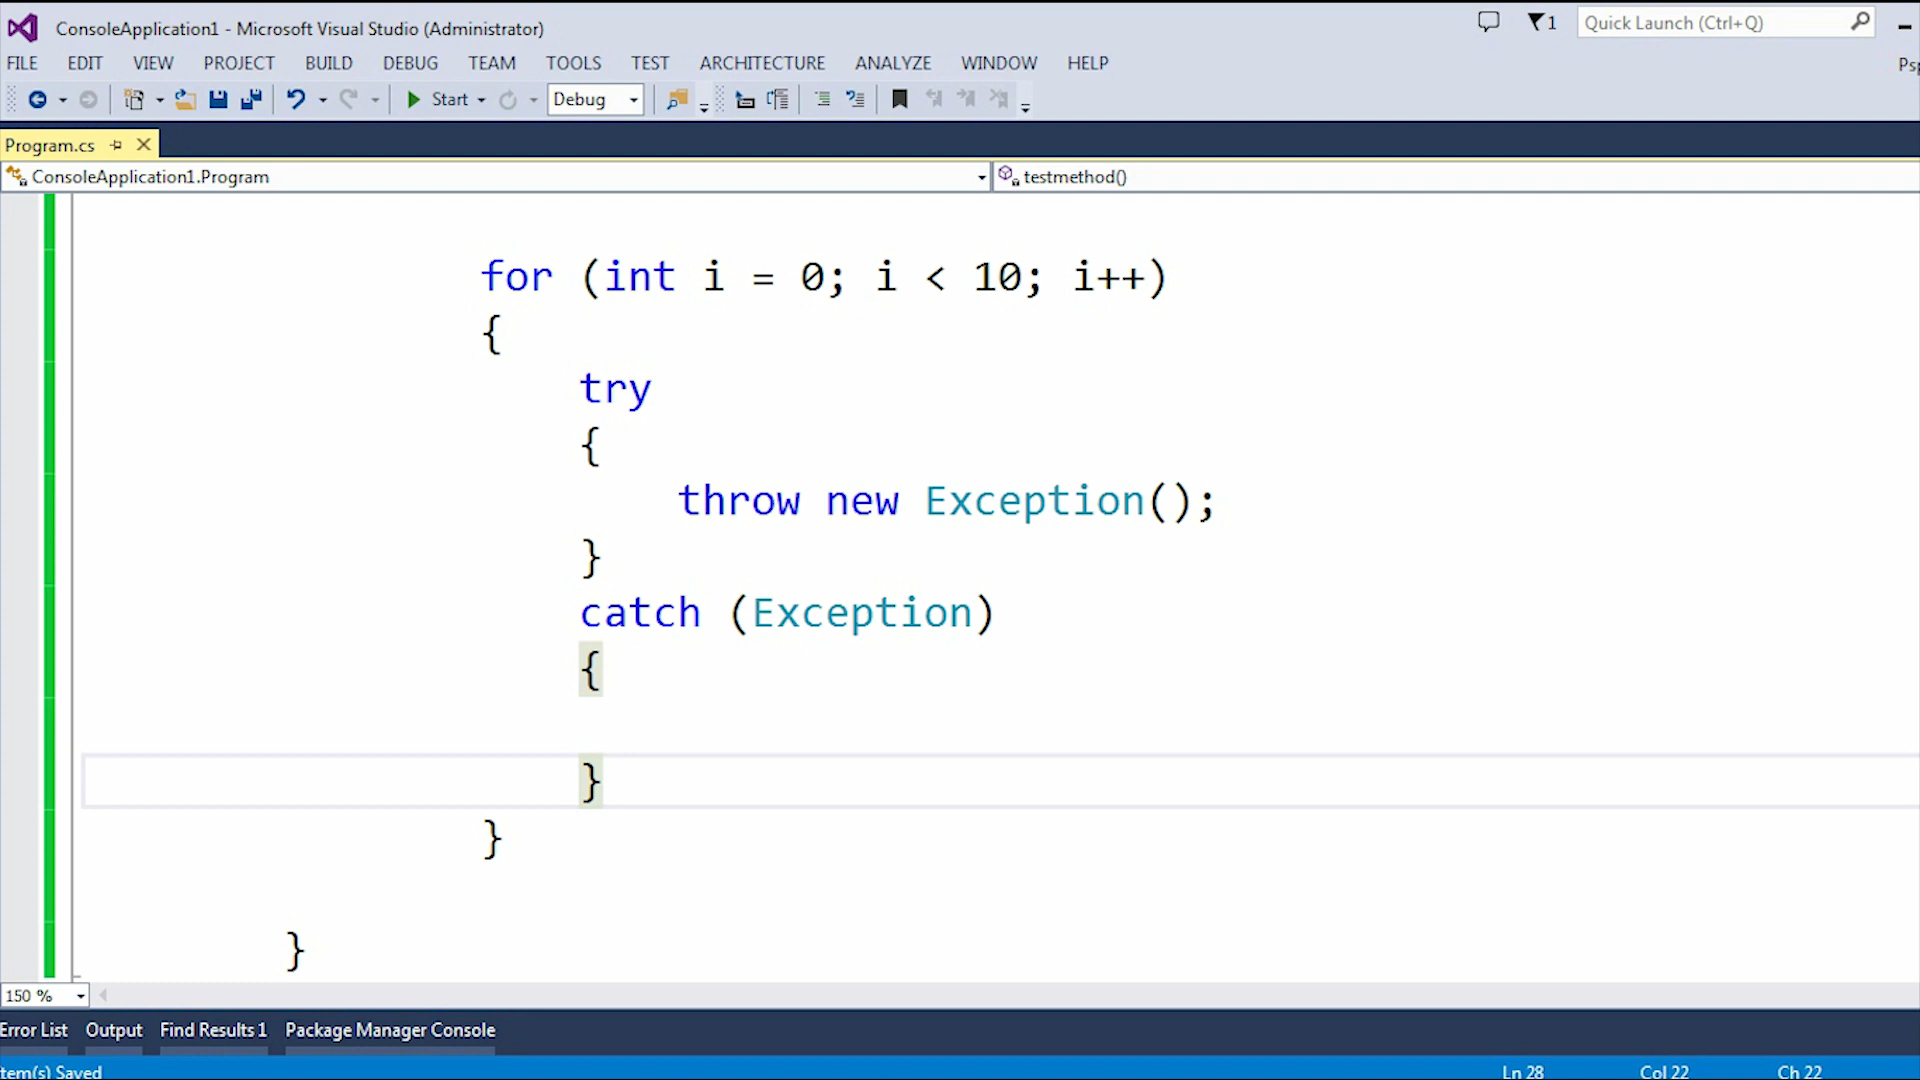 ConsoleApplication1 - Microsoft Visual Studio (Administrator)
1
Quick Launch (Ctrl+Q)
FILE EDIT VIEW PROJECT BUILD DEBUG TEAM TOOLS TEST ARCHITECTURE ANALYZE WINDOW HELP
Psp
Start Debug
Program.cs
ConsoleApplication1.Program testmethod()
for (int i = 0; i < 10; i++)
{
try
{
throw new Exception();
}
catch (Exception)
{
}
}
}
150 %
Error List Output Find Results 1 Package Manager Console
tem(s) Saved Ln 28 Col 22 Ch 22